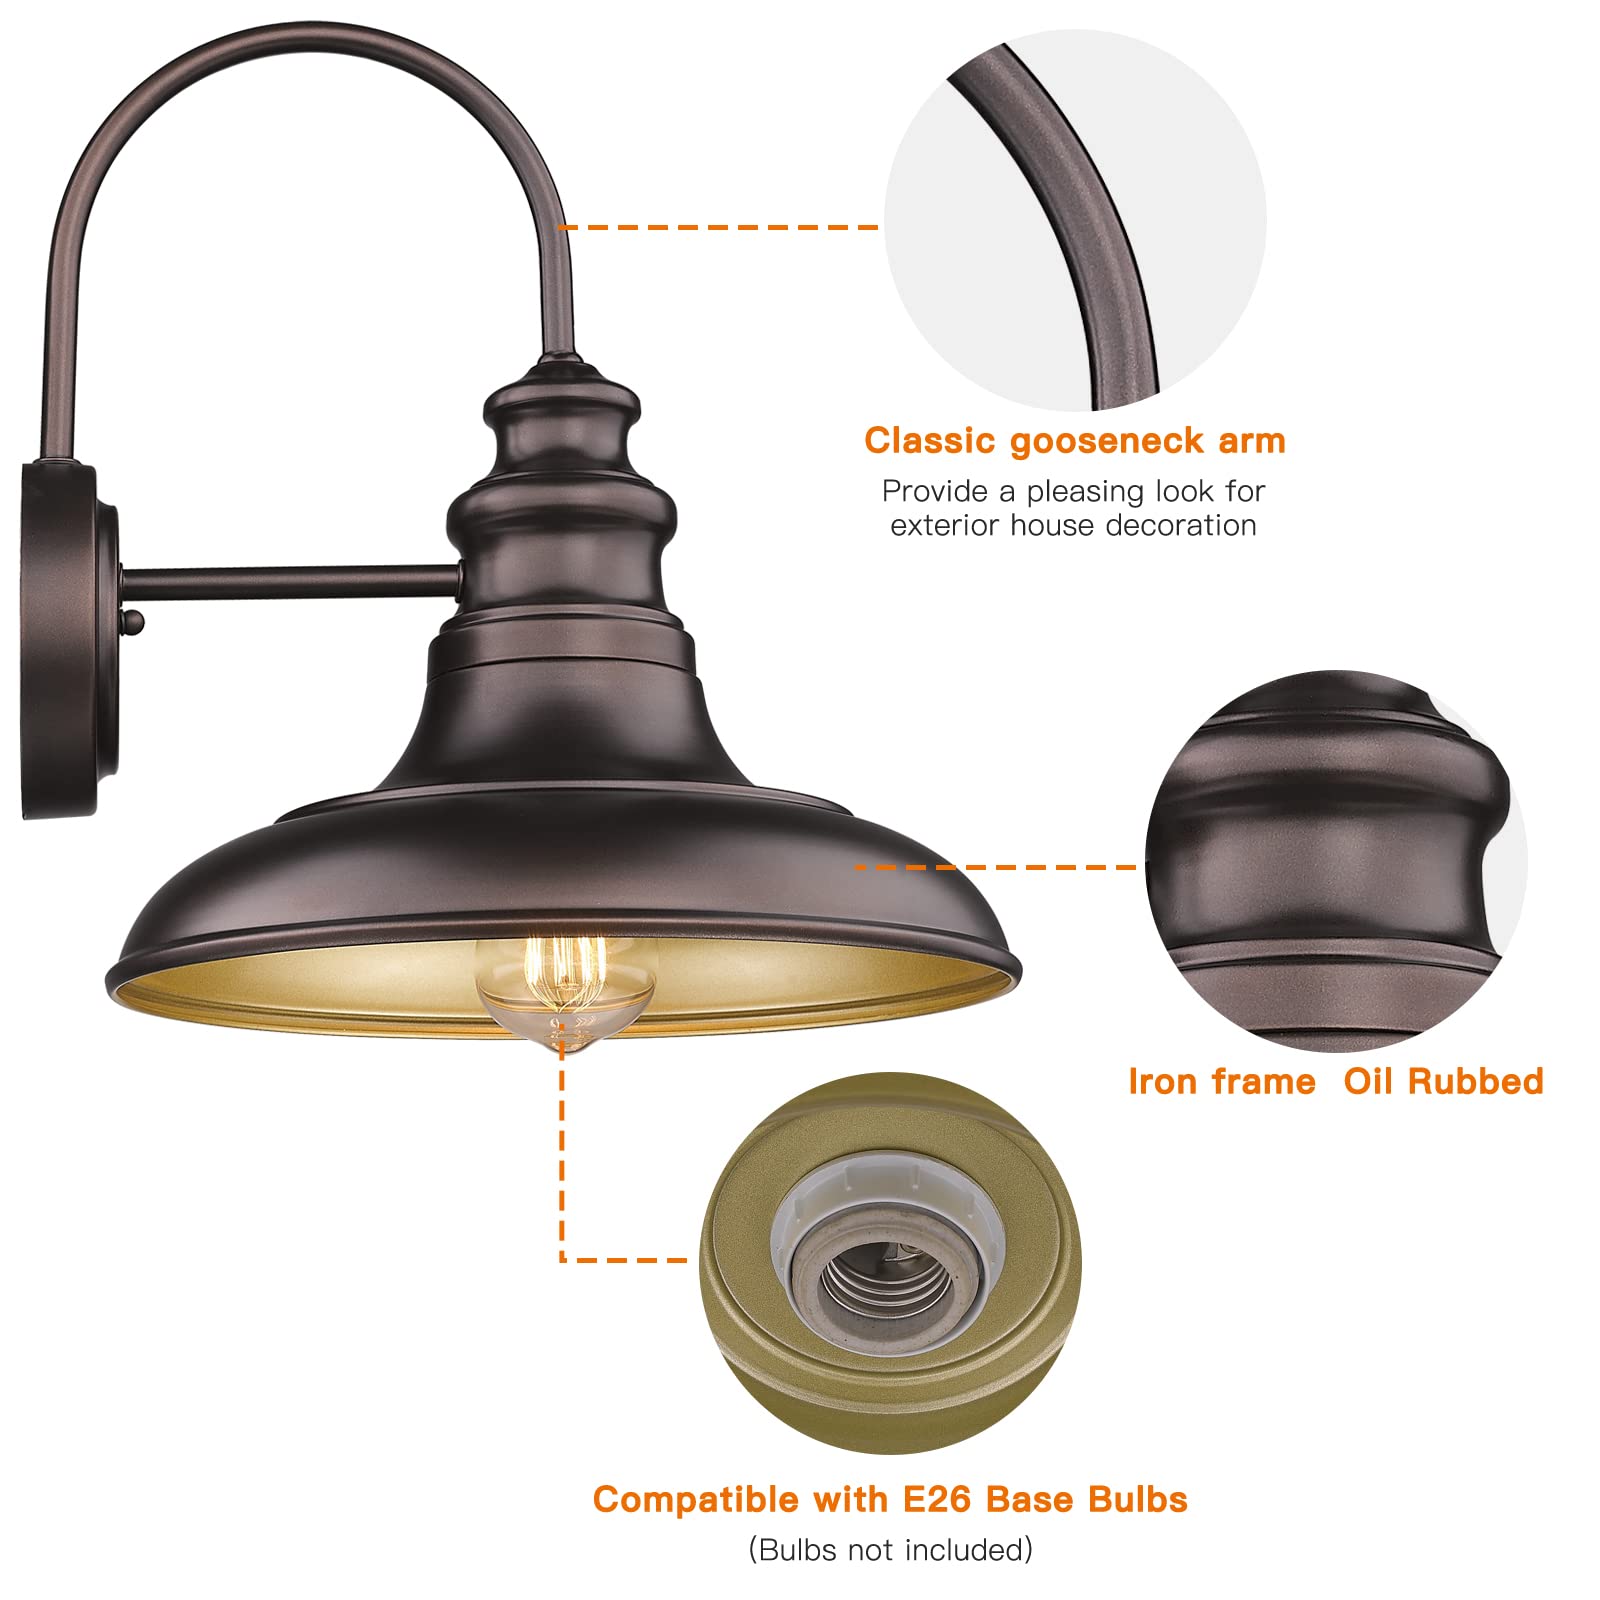 Classic gooseneck arm
Provide a pleasing look for
exterior house decoration
Iron frame  Oil Rubbed
Compatible with E26 Base Bulbs
(Bulbs not included)